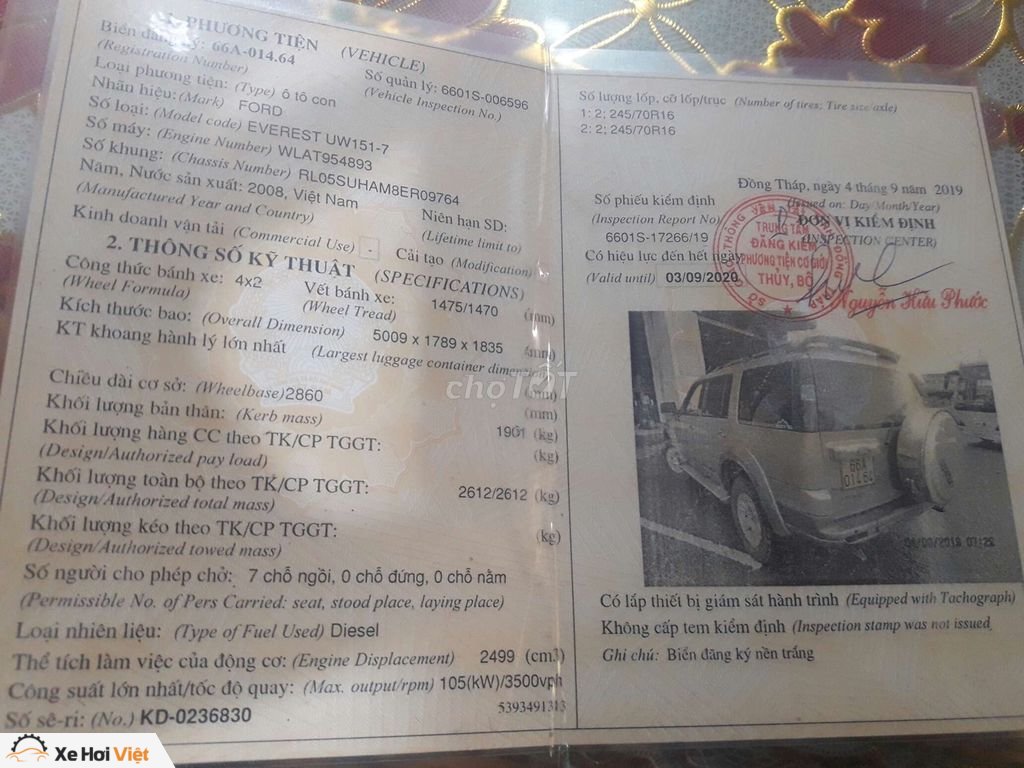 1. PHƯƠNG TIỆN (VEHICLE)
Biển đăng ký: 66A-014.64
(Registration Number)
Số quản lý: 6601S-006596
(Vehicle Inspection No.)
Loại phương tiện: (Type) ô tô con
Nhãn hiệu: (Mark) FORD
Số loại: (Model code) EVEREST UW151-7
Số máy: (Engine Number) WLAT954893
Số khung: (Chassis Number) RL05SUHAM8ER09764
Năm, Nước sản xuất: 2008, Việt Nam
(Manufactured Year and Country)
Niên hạn SD:
(Lifetime limit to)
Kinh doanh vận tải (Commercial Use) -
Cải tạo (Modification)
2. THÔNG SỐ KỸ THUẬT (SPECIFICATIONS)
Công thức bánh xe: 4x2
(Wheel Formula)
Vết bánh xe: 1475/1470 (mm)
(Wheel Tread)
Kích thước bao: (Overall Dimension) 5009 x 1789 x 1835 (mm)
KT khoang hành lý lớn nhất
(Largest luggage container dimension)
Chiều dài cơ sở: (Wheelbase) 2860 (mm)
Khối lượng bản thân: (Kerb mass) 1901 (kg)
Khối lượng hàng CC theo TK/CP TGGT: (kg)
(Design/Authorized pay load)
Khối lượng toàn bộ theo TK/CP TGGT: 2612/2612 (kg)
(Design/Authorized total mass)
Khối lượng kéo theo TK/CP TGGT: (kg)
(Design/Authorized towed mass)
Số người cho phép chở: 7 chỗ ngồi, 0 chỗ đứng, 0 chỗ nằm
(Permissible No. of Pers Carried: seat, stood place, laying place)
Loại nhiên liệu: (Type of Fuel Used) Diesel
Thể tích làm việc của động cơ: (Engine Displacement) 2499 (cm3)
Công suất lớn nhất/tốc độ quay: (Max. output/rpm) 105(kW)/3500vph
Số sê-ri: (No.) KD-0236830
5393491313
Số lượng lốp, cỡ lốp/trục (Number of tires; Tire size/axle)
1: 2; 245/70R16
2: 2; 245/70R16
Đồng Tháp, ngày 4 tháng 9 năm 2019
(Issued on: Day/Month/Year)
Số phiếu kiểm định
(Inspection Report No)
6601S-17266/19
ĐƠN VỊ KIỂM ĐỊNH
(INSPECTION CENTER)
Có hiệu lực đến hết ngày
(Valid until) 03/09/2020
TRUNG TÂM
ĐĂNG KIỂM
PHƯƠNG TIỆN CƠ GIỚI
THỦY, BỘ
Nguyễn Hữu Phước
66A
01464
04/09/2019 07:26
Có lắp thiết bị giám sát hành trình (Equipped with Tachograph)
Không cấp tem kiểm định (Inspection stamp was not issued)
Ghi chú: Biển đăng ký nền trắng
chợTỐT
Xe Hơi Việt